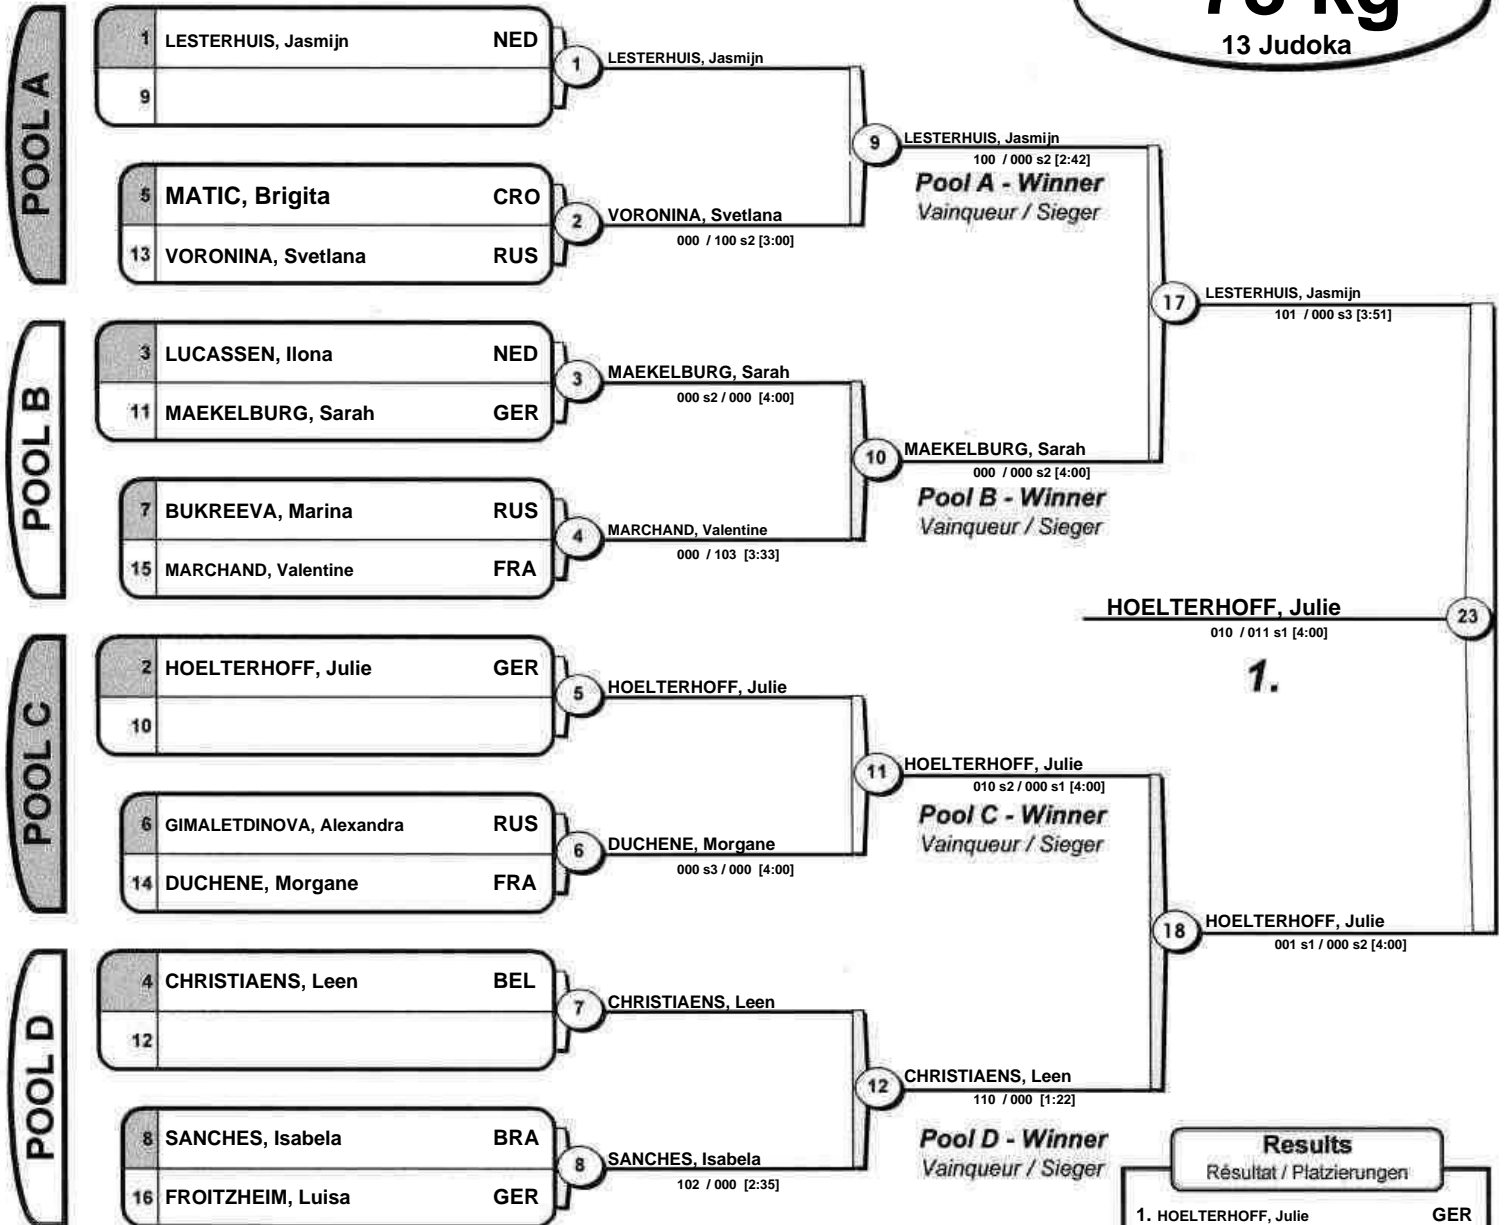 kg
13 Judoka
POOL A
1 LESTERHUIS, Jasmijn NED
9
1
LESTERHUIS, Jasmijn
5 MATIC, Brigita CRO
13 VORONINA, Svetlana RUS
2
VORONINA, Svetlana
000 / 100 s2 [3:00]
9
LESTERHUIS, Jasmijn
100 / 000 s2 [2:42]
Pool A - Winner
Vainqueur / Sieger
POOL B
3 LUCASSEN, Ilona NED
11 MAEKELBURG, Sarah GER
3
MAEKELBURG, Sarah
000 s2 / 000 [4:00]
7 BUKREEVA, Marina RUS
15 MARCHAND, Valentine FRA
4
MARCHAND, Valentine
000 / 103 [3:33]
10
MAEKELBURG, Sarah
000 / 000 s2 [4:00]
Pool B - Winner
Vainqueur / Sieger
17
LESTERHUIS, Jasmijn
101 / 000 s3 [3:51]
HOELTERHOFF, Julie
010 / 011 s1 [4:00]
23
1.
POOL C
2 HOELTERHOFF, Julie GER
10
5
HOELTERHOFF, Julie
6 GIMALETDINOVA, Alexandra RUS
14 DUCHENE, Morgane FRA
6
DUCHENE, Morgane
000 s3 / 000 [4:00]
11
HOELTERHOFF, Julie
010 s2 / 000 s1 [4:00]
Pool C - Winner
Vainqueur / Sieger
18
HOELTERHOFF, Julie
001 s1 / 000 s2 [4:00]
POOL D
4 CHRISTIAENS, Leen BEL
12
7
CHRISTIAENS, Leen
8 SANCHES, Isabela BRA
16 FROITZHEIM, Luisa GER
8
SANCHES, Isabela
102 / 000 [2:35]
12
CHRISTIAENS, Leen
110 / 000 [1:22]
Pool D - Winner
Vainqueur / Sieger
Results
Résultat / Platzierungen
1. HOELTERHOFF, Julie GER